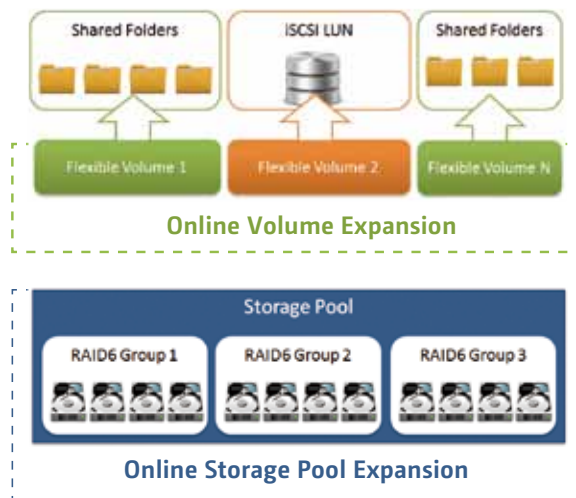 Shared Folders
iSCSI LUN
Shared Folders
Flexible Volume 1
Flexible Volume 2
Flexible Volume N
Online Volume Expansion
Storage Pool
RAID6 Group 1
RAID6 Group 2
RAID6 Group 3
Online Storage Pool Expansion